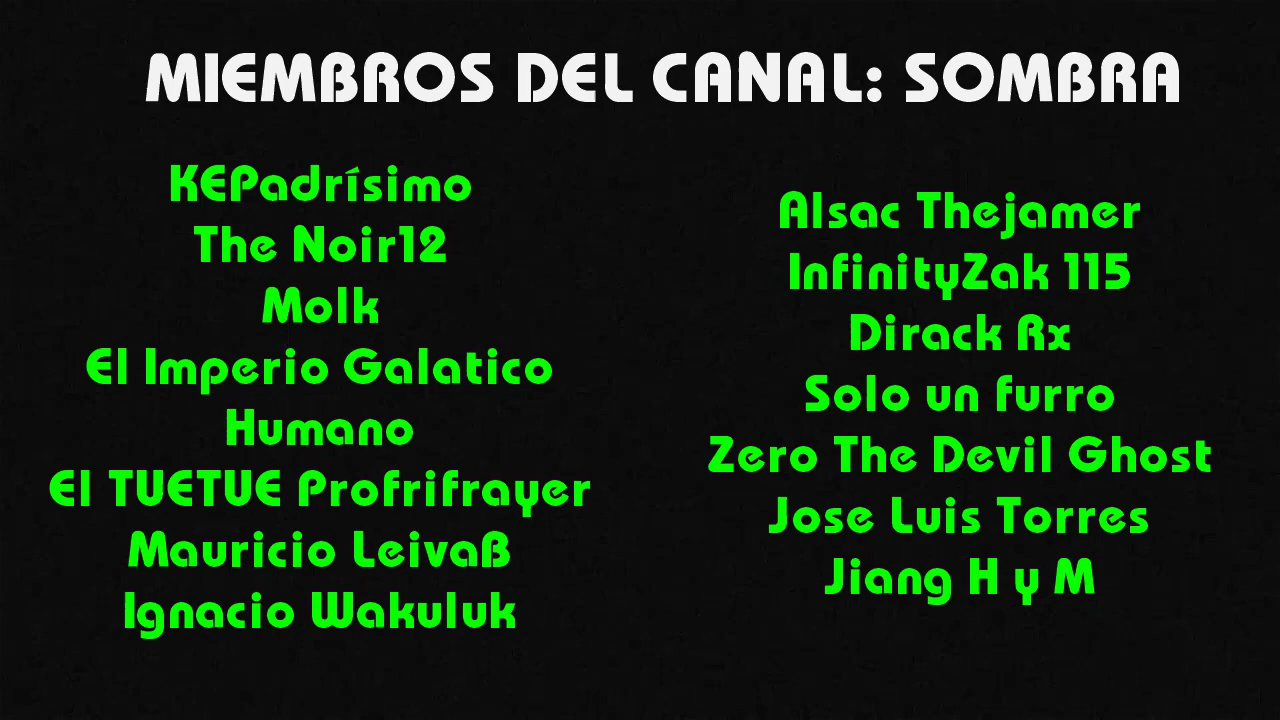 MIEMBROS DEL CANAL: SOMBRA
KEPadrísimo
The Noir12
Molk
El Imperio Galatico
Humano
El TUETUE Profrifrayer
Mauricio LeivaB
Ignacio Wakuluk
Alsac Thejamer
InfinityZak 115
Dirack Rx
Solo un furro
Zero The Devil Ghost
Jose Luis Torres
Jiang H y M